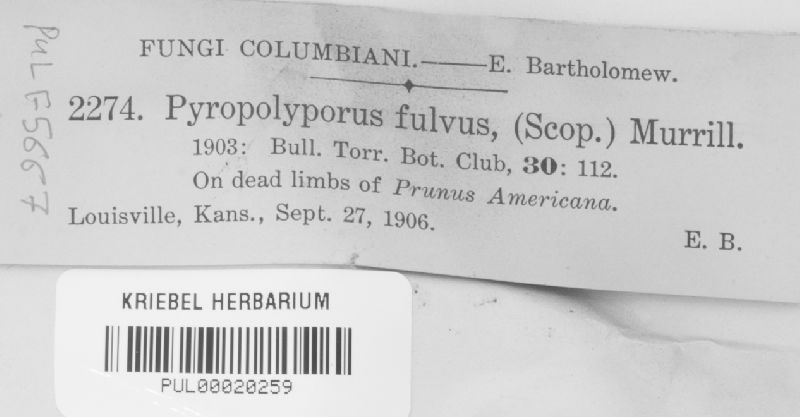 FUNGI COLUMBIANI.——E. Bartholomew.
2274. Pyropolyporus fulvus, (Scop.) Murrill.
1903: Bull. Torr. Bot. Club, 30: 112.
On dead limbs of Prunus Americana.
Louisville, Kans., Sept. 27, 1906.
E. B.
PUL F5667
KRIEBEL HERBARIUM
PUL00020259